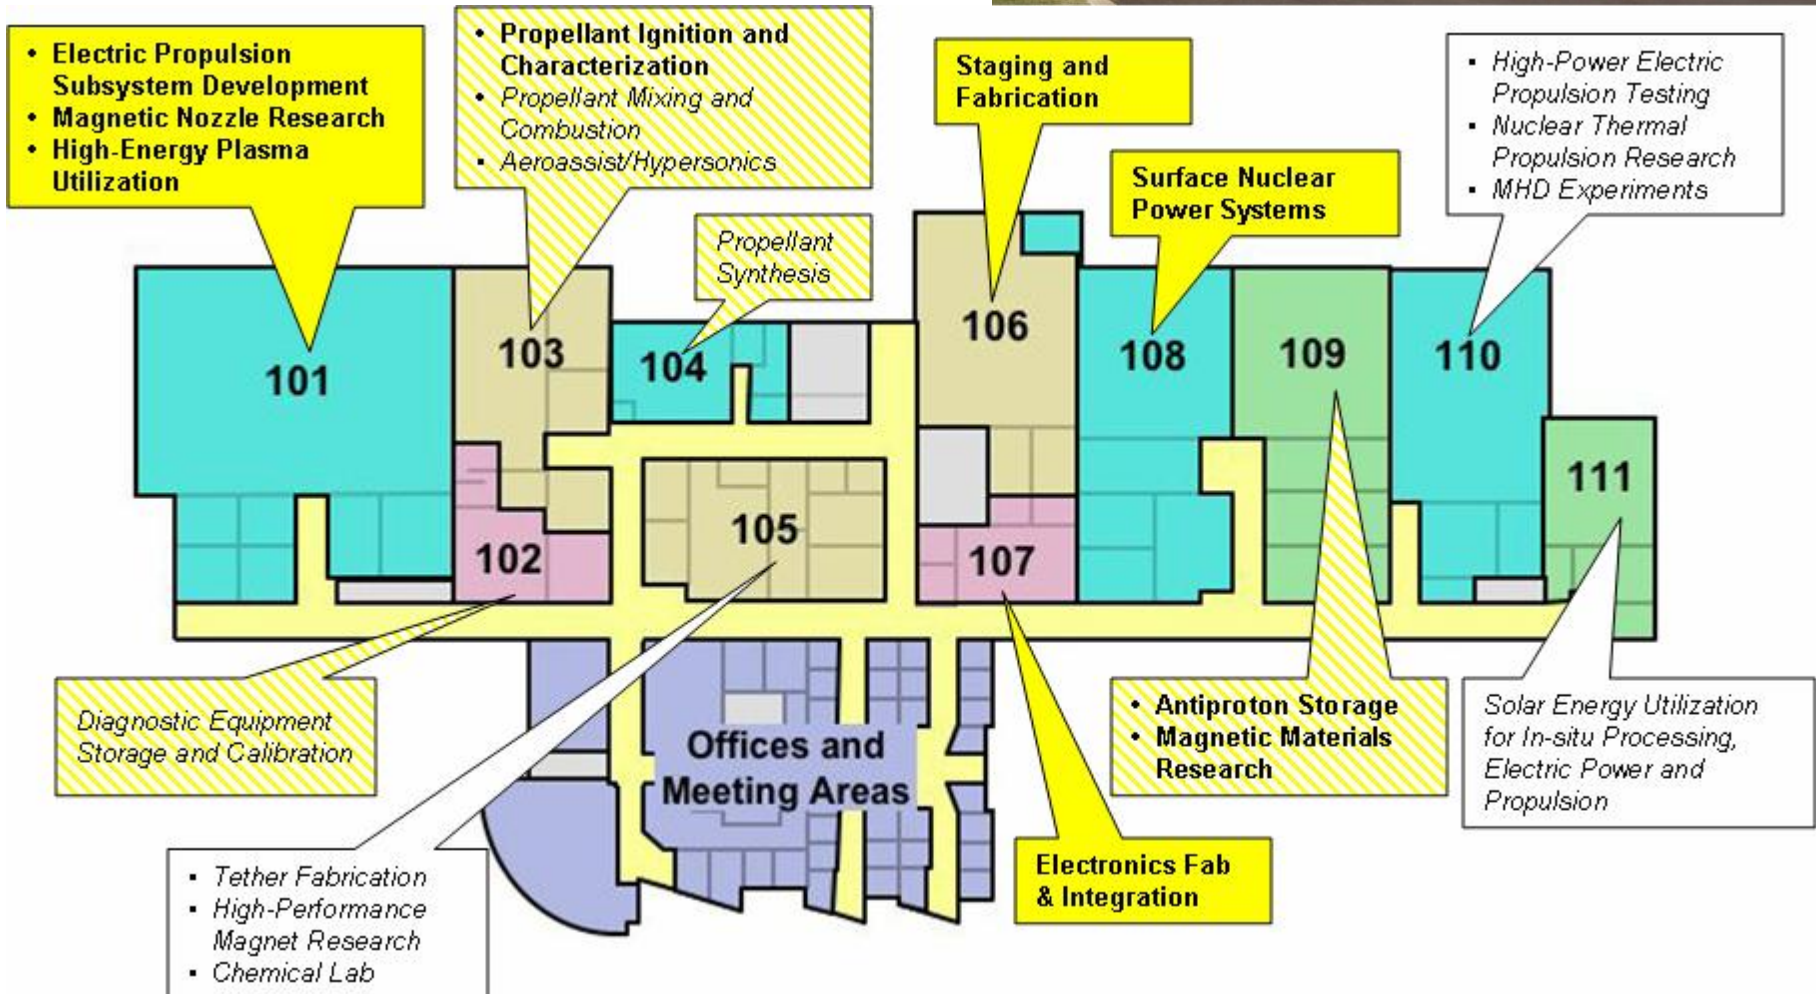 • Electric Propulsion
Subsystem Development
• Magnetic Nozzle Research
• High-Energy Plasma
Utilization
• Propellant Ignition and
Characterization
• Propellant Mixing and
Combustion
▪ Aeroassist/Hypersonics
Propellant
Synthesis
Staging and
Fabrication
Surface Nuclear
Power Systems
▪ High-Power Electric
Propulsion Testing
▪ Nuclear Thermal
Propulsion Research
▪ MHD Experiments
101
103
104
106
108
109
110
111
105
102
107
Diagnostic Equipment
Storage and Calibration
Offices and
Meeting Areas
• Antiproton Storage
• Magnetic Materials
Research
Solar Energy Utilization
for In-situ Processing,
Electric Power and
Propulsion
Electronics Fab
& Integration
▪ Tether Fabrication
▪ High-Performance
Magnet Research
▪ Chemical Lab